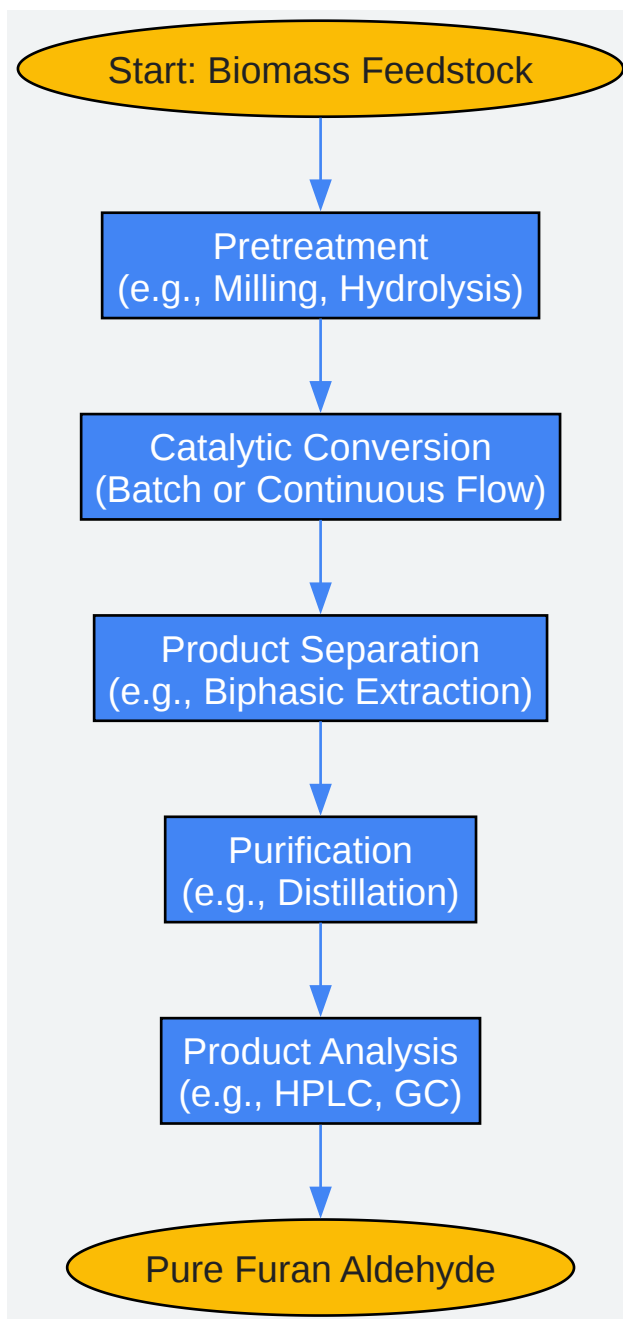 Start: Biomass Feedstock
Pretreatment
(e.g., Milling, Hydrolysis)
Catalytic Conversion
(Batch or Continuous Flow)
Product Separation
(e.g., Biphasic Extraction)
Purification
(e.g., Distillation)
Product Analysis
(e.g., HPLC, GC)
Pure Furan Aldehyde